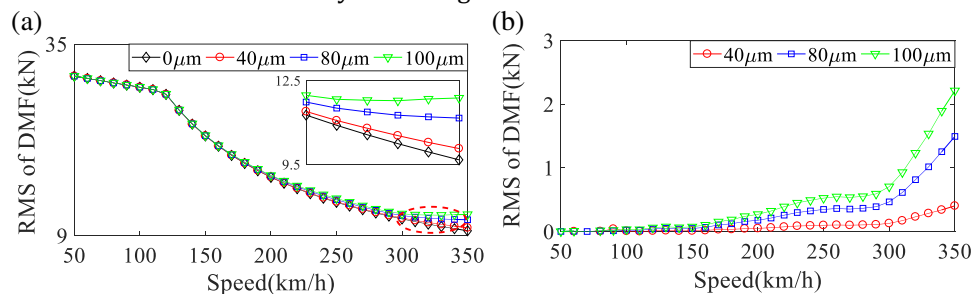 (a)
35
0μm 40μm 80μm 100μm
12.5
9.5
RMS of DMF(kN)
9
50 100 150 200 250 300 350
Speed(km/h)
(b)
3
40μm 80μm 100μm
2
RMS of DMF(kN)
1
0
50 100 150 200 250 300 350
Speed(km/h)